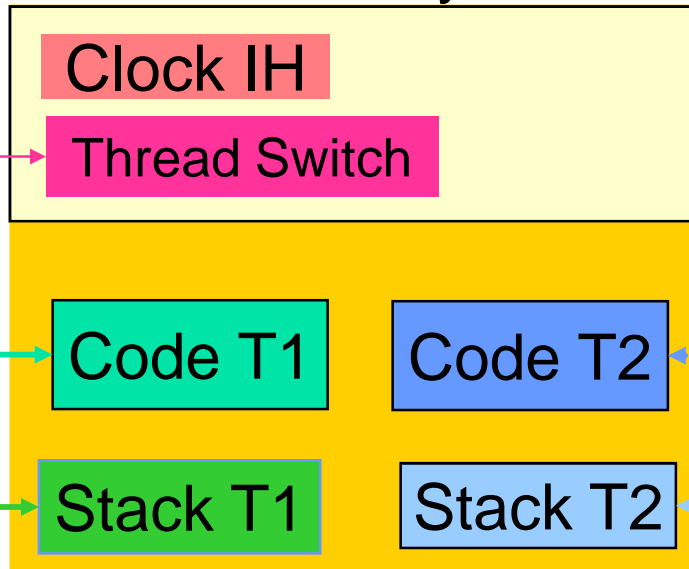 Clock IH
Thread Switch
Code T1
Code T2
Stack T1
Stack T2